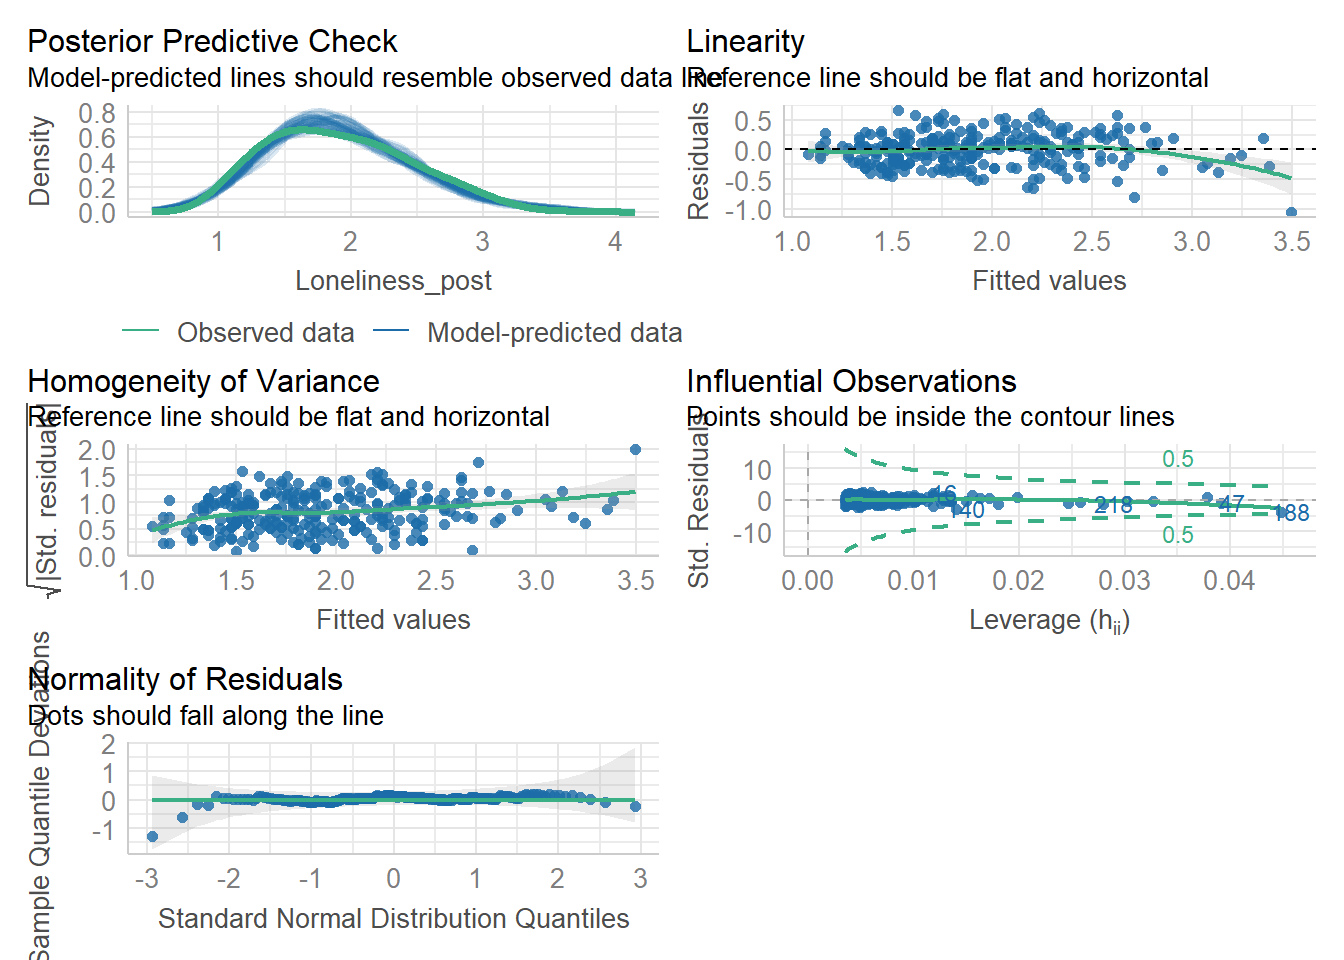 Posterior Predictive Check
Model-predicted lines should resemble observed data line
Density
0.8
0.6
0.4
0.2
0.0
1 2 3 4
Loneliness_post
Observed data Model-predicted data
Linearity
Reference line should be flat and horizontal
Residuals
0.5
0.0
-0.5
-1.0
1.0 1.5 2.0 2.5 3.0 3.5
Fitted values
Homogeneity of Variance
Reference line should be flat and horizontal
√|Std. residuals|
2.0
1.5
1.0
0.5
0.0
1.0 1.5 2.0 2.5 3.0 3.5
Fitted values
Influential Observations
Points should be inside the contour lines
Std. Residuals
10
0
-10
0.5
16
140
218
47
188
0.5
0.00 0.01 0.02 0.03 0.04
Leverage (hii)
Normality of Residuals
Dots should fall along the line
Sample Quantile Deviations
2
1
0
-1
-3 -2 -1 0 1 2 3
Standard Normal Distribution Quantiles